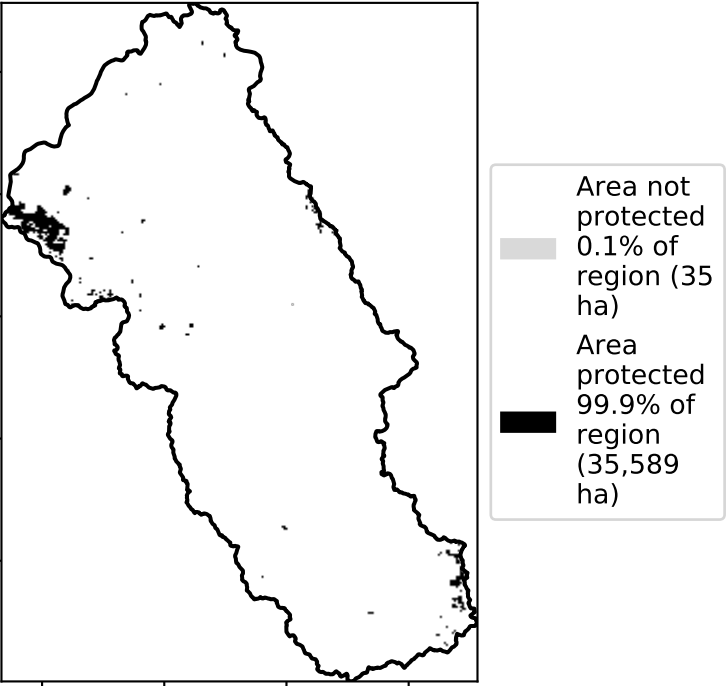 Area not
protected
0.1% of
region (35
ha)
Area
protected
99.9% of
region
(35,589
ha)